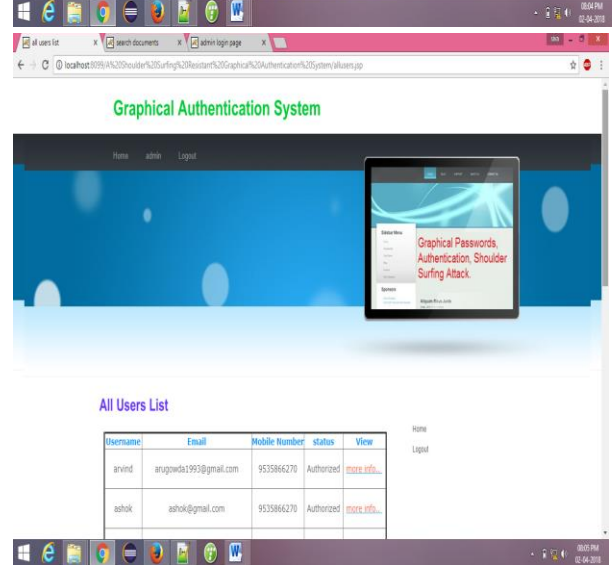 08:04 PM
02-04-2018
all users list
search documents
admin login page
localhost:8099/A%20Shoulder%20Surfing%20Resistant%20Graphical%20Authentication%20System/allusers.jsp
Graphical Authentication System
Home admin Logout
Sidebar Menu
Graphical Passwords,
Authentication, Shoulder
Surfing Attack.
Sponsors
All Users List
Home
Logout
Username Email Mobile Number status View
arvind arugowda1993@gmail.com 9535866270 Authorized more info...
ashok ashok@gmail.com 9535866270 Authorized more info...
08:05 PM
02-04-2018